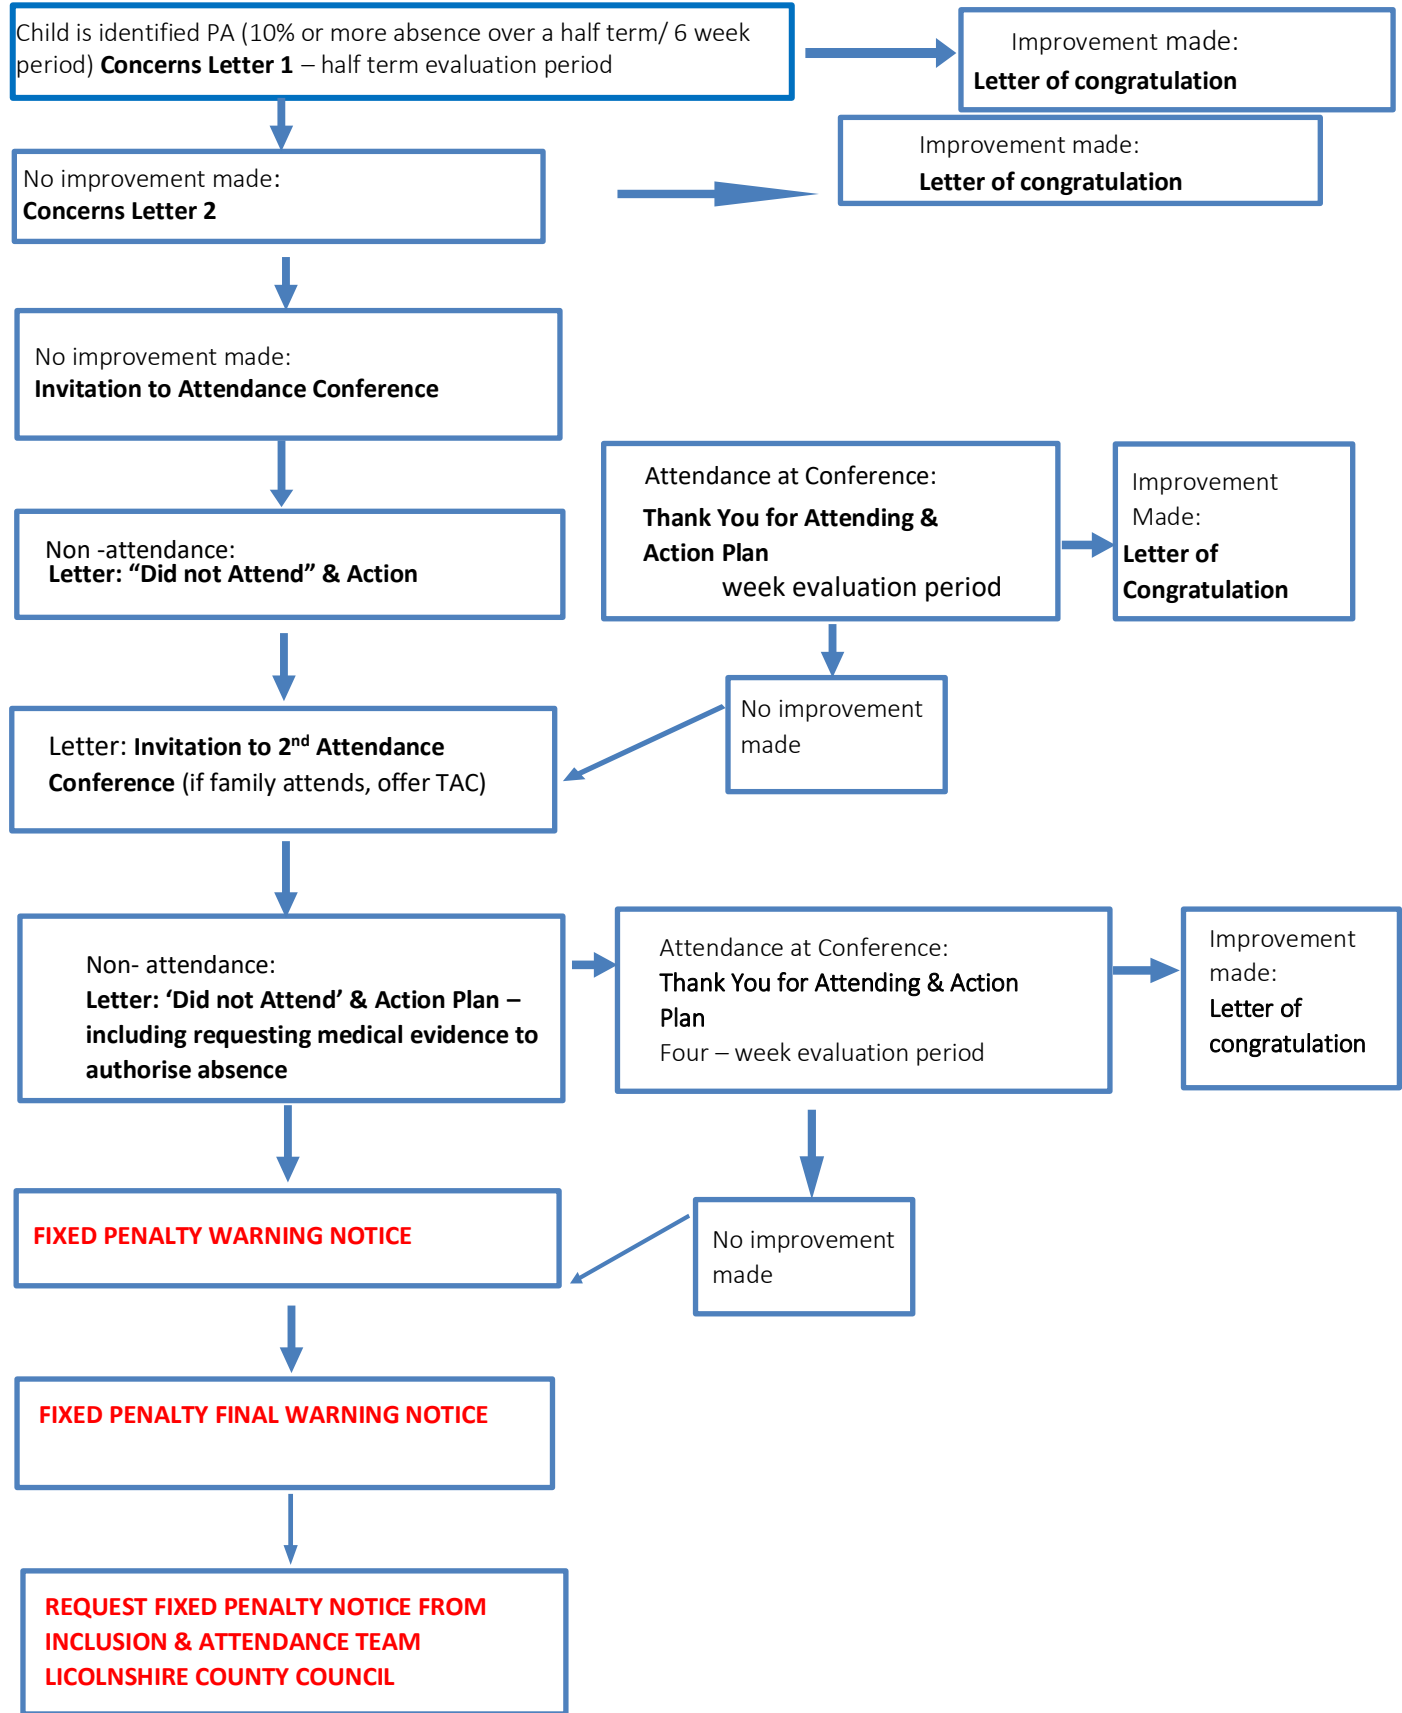 Child is identified PA (10% or more absence over a half term/ 6 week
period) Concerns Letter 1 – half term evaluation period
Improvement made:
Letter of congratulation
No improvement made:
Concerns Letter 2
Improvement made:
Letter of congratulation
No improvement made:
Invitation to Attendance Conference
Non -attendance:
Letter: “Did not Attend” & Action
Attendance at Conference:
Thank You for Attending &
Action Plan
week evaluation period
Improvement
Made:
Letter of
Congratulation
No improvement
made
Letter: Invitation to 2nd Attendance
Conference (if family attends, offer TAC)
Non- attendance:
Letter: ‘Did not Attend’ & Action Plan –
including requesting medical evidence to
authorise absence
Attendance at Conference:
Thank You for Attending & Action
Plan
Four – week evaluation period
Improvement
made:
Letter of
congratulation
No improvement
made
FIXED PENALTY WARNING NOTICE
FIXED PENALTY FINAL WARNING NOTICE
REQUEST FIXED PENALTY NOTICE FROM
INCLUSION & ATTENDANCE TEAM
LICOLNSHIRE COUNTY COUNCIL